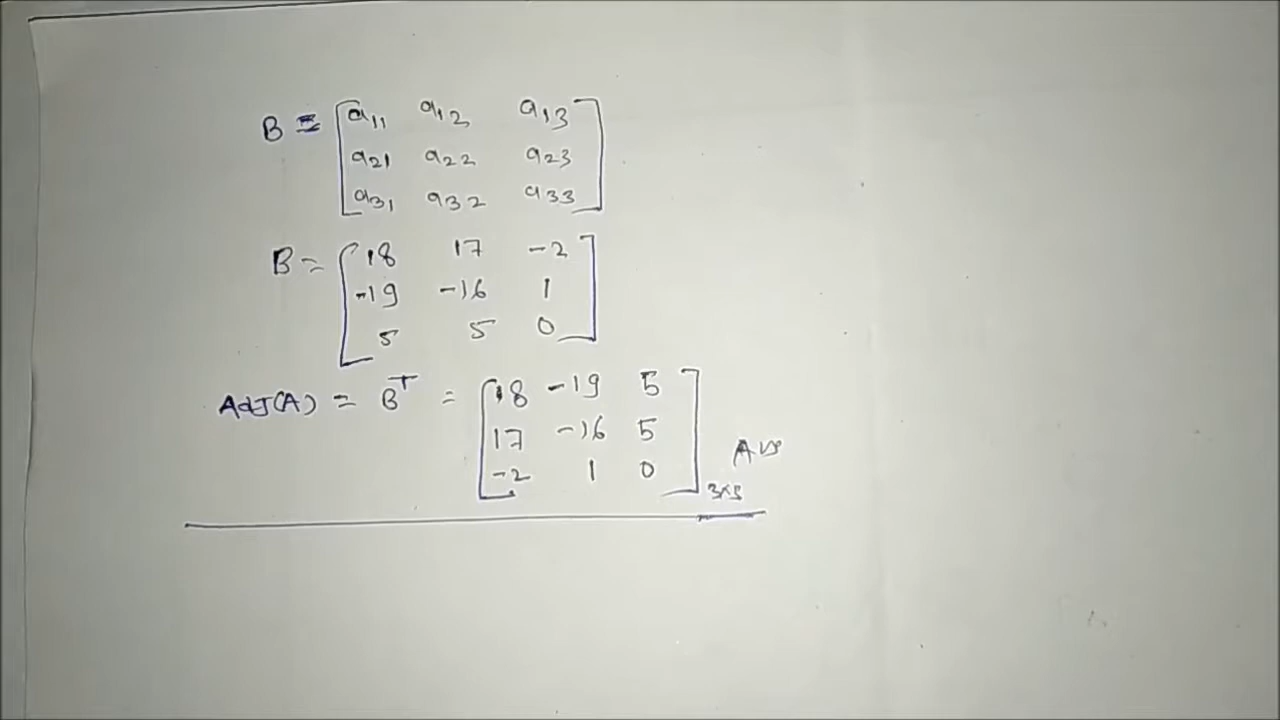 B = [a11 a12 a13
a21 a22 a23
a31 a32 a33]
B = [18 17 -2
-19 -16 1
5 5 0]
Adj(A) = B^T = [18 -19 5
17 -16 5
-2 1 0] 3×3 Ans